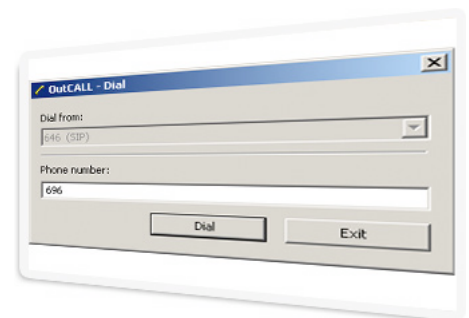 OutCALL - Dial
Dial from:
646 (SIP)
Phone number:
696
Dial
Exit